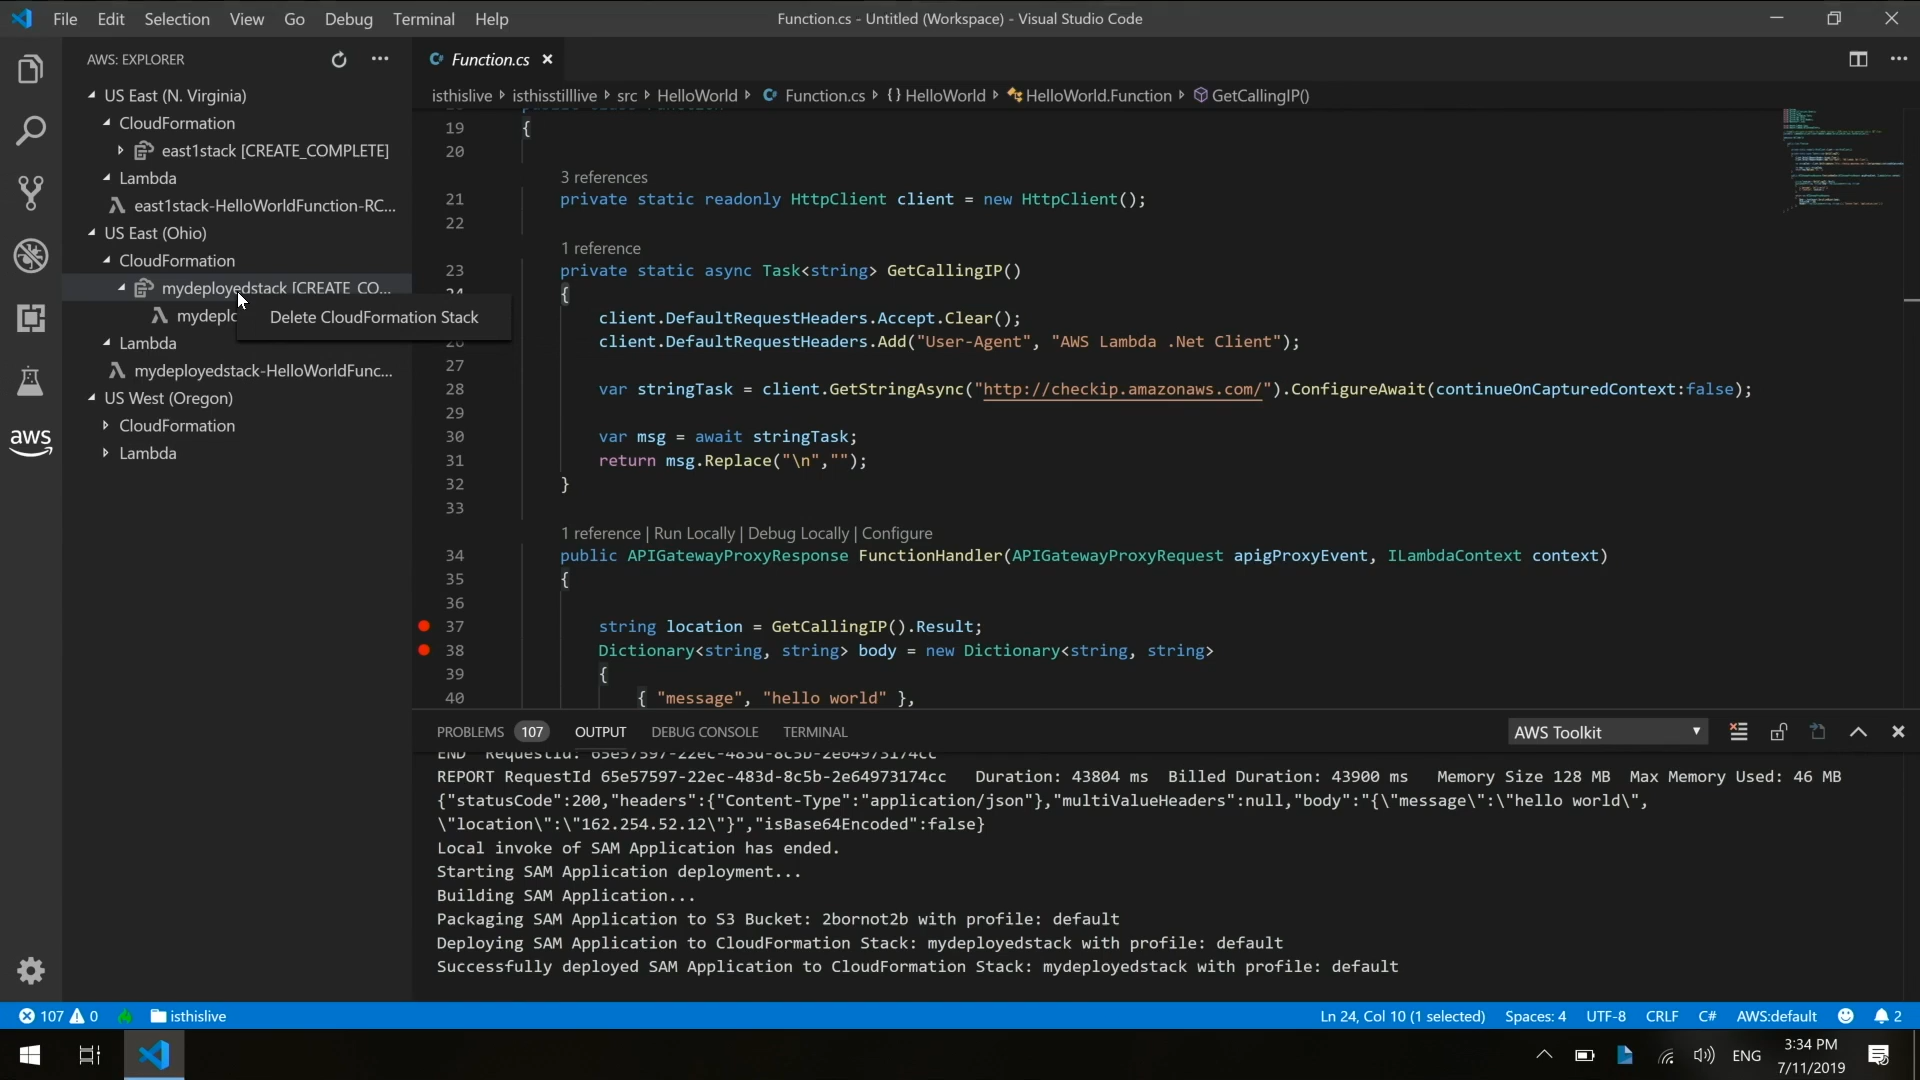 File Edit Selection View Go Debug Terminal Help
Function.cs - Untitled (Workspace) - Visual Studio Code
AWS: EXPLORER
US East (N. Virginia)
CloudFormation
east1stack [CREATE_COMPLETE]
Lambda
east1stack-HelloWorldFunction-RC...
US East (Ohio)
CloudFormation
mydeployedstack [CREATE_CO...
mydeplo
Delete CloudFormation Stack
Lambda
mydeployedstack-HelloWorldFunc...
US West (Oregon)
CloudFormation
Lambda
aws
Function.cs
isthislive isthisstilllive src HelloWorld Function.cs {} HelloWorld HelloWorld.Function GetCallingIP()
19 {
20
3 references
21 private static readonly HttpClient client = new HttpClient();
22
1 reference
23 private static async Task<string> GetCallingIP()
24 {
client.DefaultRequestHeaders.Accept.Clear();
26 client.DefaultRequestHeaders.Add("User-Agent", "AWS Lambda .Net Client");
27
28 var stringTask = client.GetStringAsync("http://checkip.amazonaws.com/").ConfigureAwait(continueOnCapturedContext:false);
29
30 var msg = await stringTask;
31 return msg.Replace("\n","");
32 }
33
1 reference | Run Locally | Debug Locally | Configure
34 public APIGatewayProxyResponse FunctionHandler(APIGatewayProxyRequest apigProxyEvent, ILambdaContext context)
35 {
36
37 string location = GetCallingIP().Result;
38 Dictionary<string, string> body = new Dictionary<string, string>
39 {
40 { "message", "hello world" },
PROBLEMS 107 OUTPUT DEBUG CONSOLE TERMINAL
AWS Toolkit
END RequestId: 65e57597-22ec-483d-8c5b-2e64973174cc
REPORT RequestId 65e57597-22ec-483d-8c5b-2e64973174cc Duration: 43804 ms Billed Duration: 43900 ms Memory Size 128 MB Max Memory Used: 46 MB
{"statusCode":200,"headers":{"Content-Type":"application/json"},"multiValueHeaders":null,"body":"{\"message\":\"hello world\",
\"location\":\"162.254.52.12\"}","isBase64Encoded":false}
Local invoke of SAM Application has ended.
Starting SAM Application deployment...
Building SAM Application...
Packaging SAM Application to S3 Bucket: 2bornot2b with profile: default
Deploying SAM Application to CloudFormation Stack: mydeployedstack with profile: default
Successfully deployed SAM Application to CloudFormation Stack: mydeployedstack with profile: default
107 0 isthislive
Ln 24, Col 10 (1 selected) Spaces: 4 UTF-8 CRLF C# AWS:default 2
ENG
3:34 PM
7/11/2019